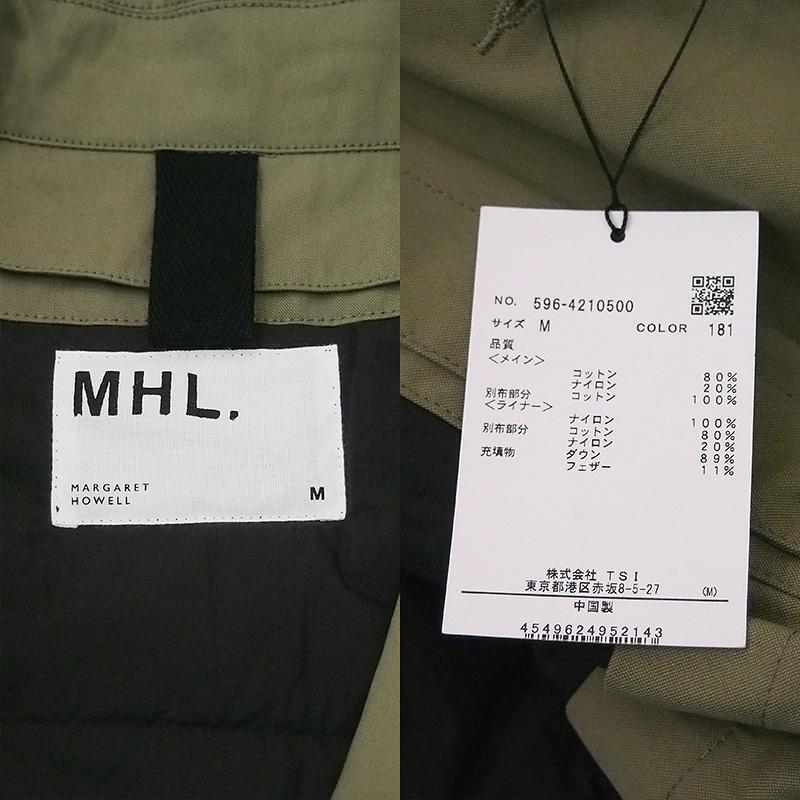 MHL.
MARGARET
HOWELL
M
NO. 596-4210500
サイズ M COLOR 181
品質
<メイン>
コットン 80%
ナイロン 20%
別布部分 コットン 100%
<ライナー>
ナイロン 100%
別布部分 コットン 80%
ナイロン 20%
充填物 ダウン 89%
フェザー 11%
株式会社 TSI
東京都港区赤坂8-5-27 (M)
中国製
4549624952143